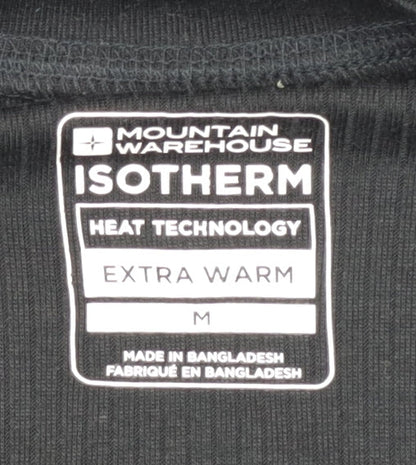 MOUNTAIN
WAREHOUSE
ISOTHERM
HEAT TECHNOLOGY
EXTRA WARM
M
MADE IN BANGLADESH
FABRIQUÉ EN BANGLADESH